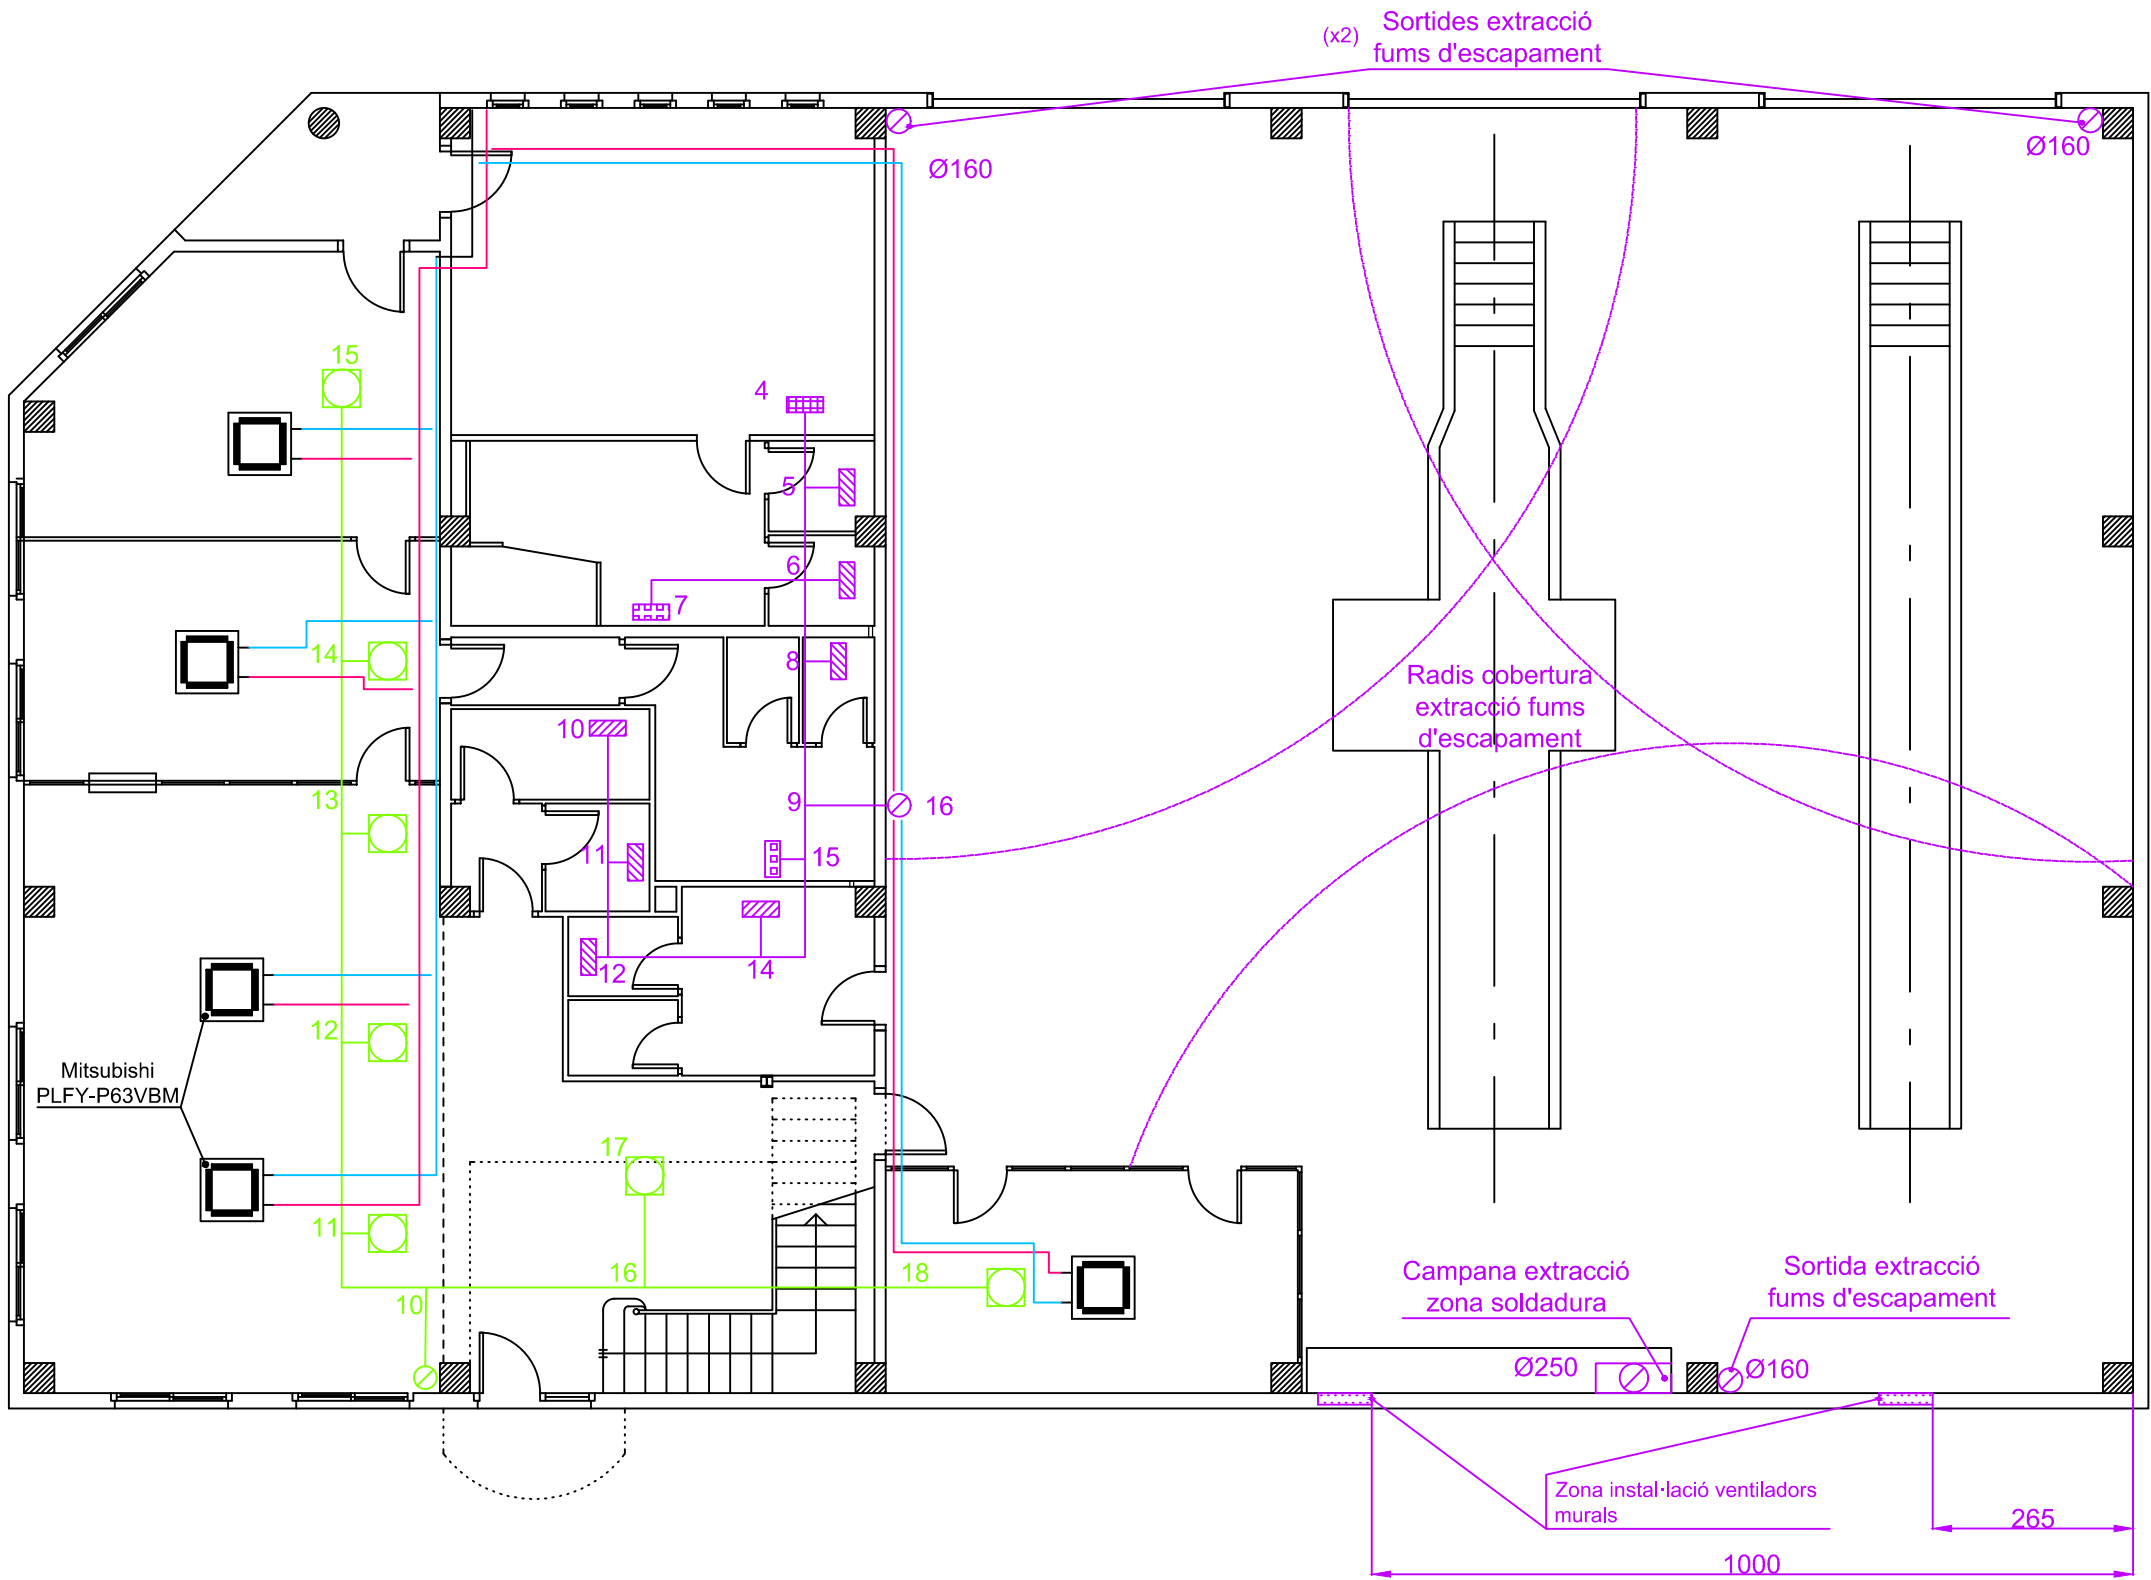 (x2)
Sortides extracció
fums d'escapament
Ø160
Ø160
15
4
5
6
7
14
8
Radis cobertura
extracció fums
d'escapament
10
13
9
16
11
15
12
14
12
Mitsubishi
PLFY-P63VBM
17
11
16
18
10
Campana extracció
zona soldadura
Sortida extracció
fums d'escapament
Ø250
Ø160
Zona instal·lació ventiladors
murals
265
1000